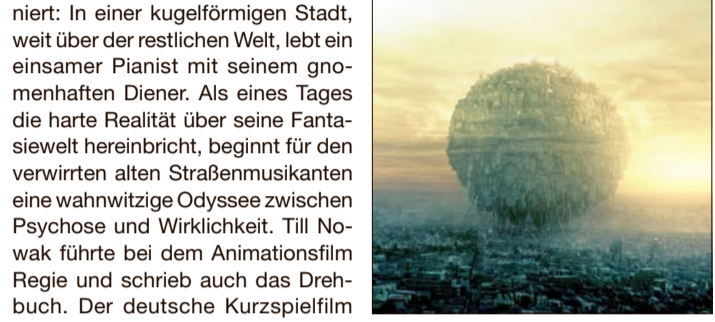 niert: In einer kugelförmigen Stadt,
weit über der restlichen Welt, lebt ein
einsamer Pianist mit seinem gno-
menhaften Diener. Als eines Tages
die harte Realität über seine Fanta-
siewelt hereinbricht, beginnt für den
verwirrten alten Straßenmusikanten
eine wahnwitzige Odyssee zwischen
Psychose und Wirklichkeit. Till No-
wak führte bei dem Animationsfilm
Regie und schrieb auch das Dreh-
buch. Der deutsche Kurzspielfilm